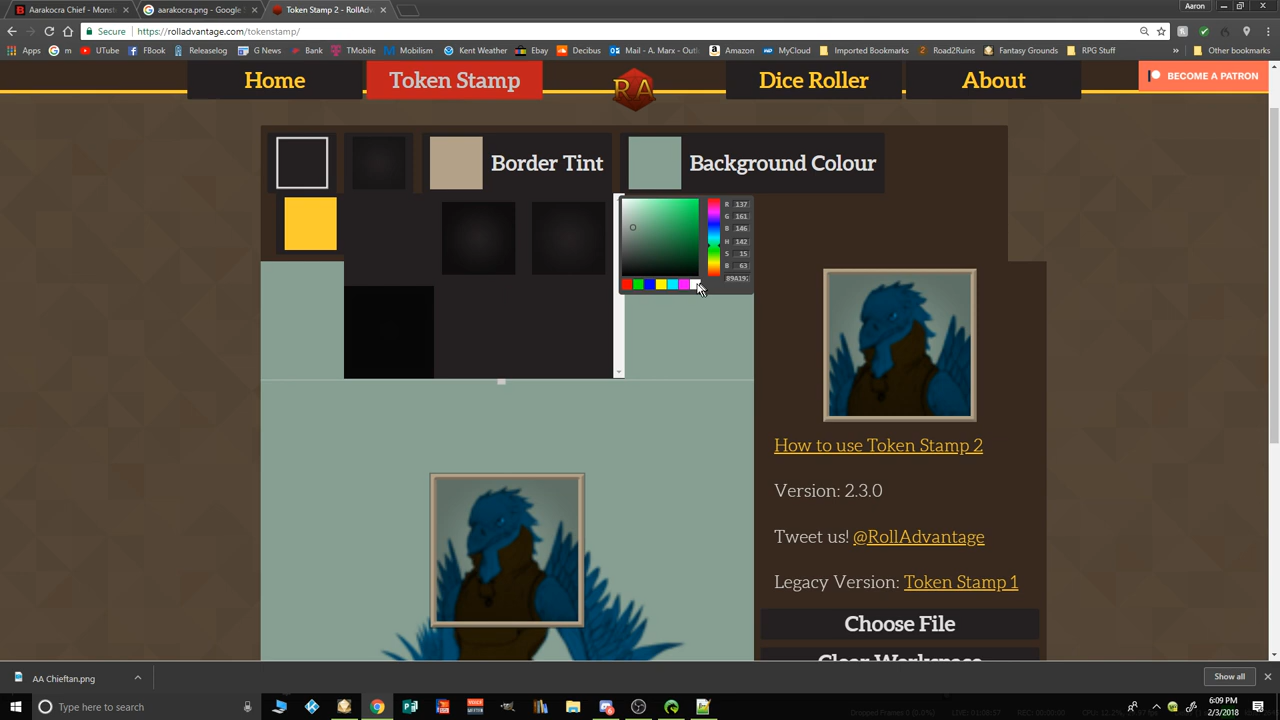 Aarakocra Chief - Monst
aarakocra.png - Google
Token Stamp 2 - RollAdva
Aaron
Secure
https://rolladvantage.com/tokenstamp/
Apps G m UTube FBook Releaselog G News Bank TMobile Mobilism Kent Weather Ebay Decibus Mail - A. Marx - Out Amazon MyCloud Imported Bookmarks Road2Ruins Fantasy Grounds RPG Stuff Other bookmarks
Home Token Stamp RA Dice Roller About
BECOME A PATRON
Border Tint Background Colour
R 137
G 161
B 146
H 142
S 15
B 63
How to use Token Stamp 2
Version: 2.3.0
Tweet us! @RollAdvantage
Legacy Version: Token Stamp 1
Choose File
Clear Workspace
AA Chieftan.png
Show all
Type here to search
6:09 PM
2/3/2018